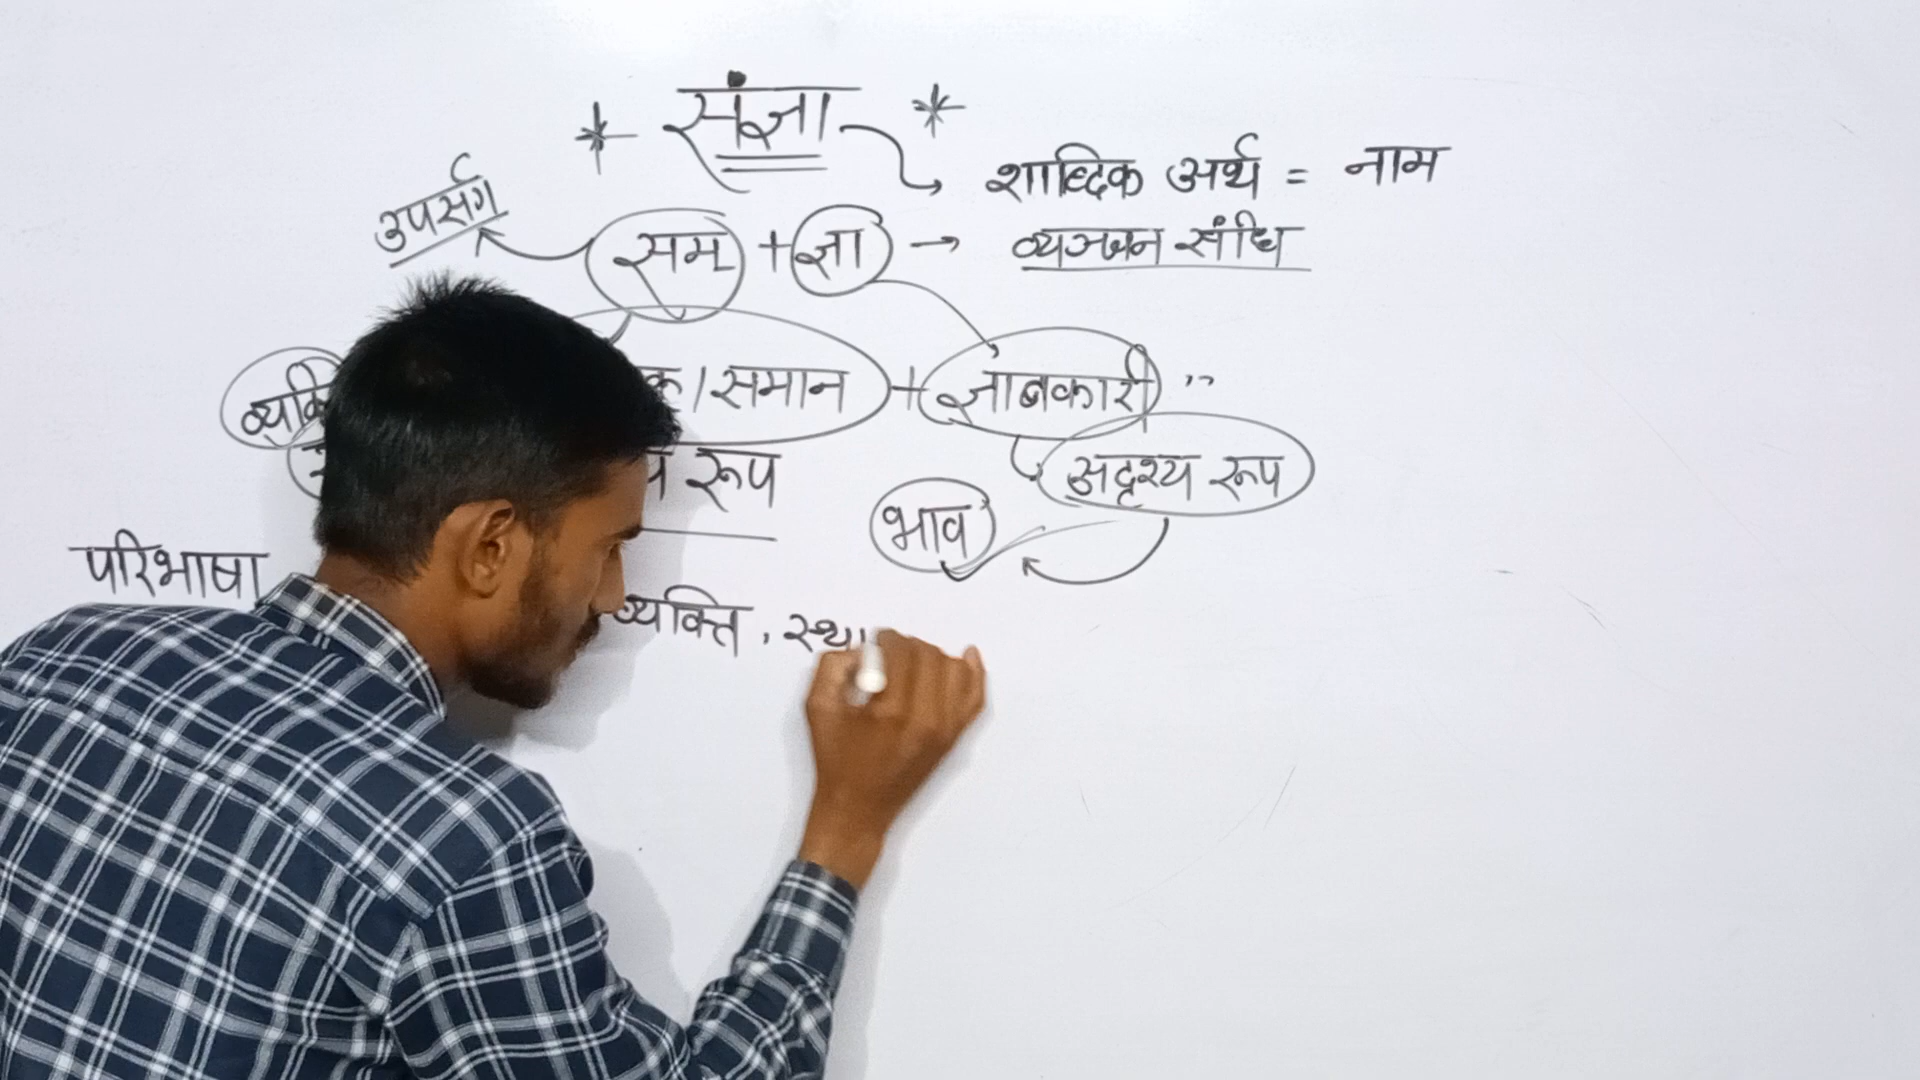 * संज्ञा *
शाब्दिक अर्थ = नाम
उपसर्ग
सम + ज्ञा → व्यञ्जन संधि
/ समान + ज्ञानकारी ,,
रूप अदृश्य रूप
भाव
परिभाषा
व्यक्ति , स्था